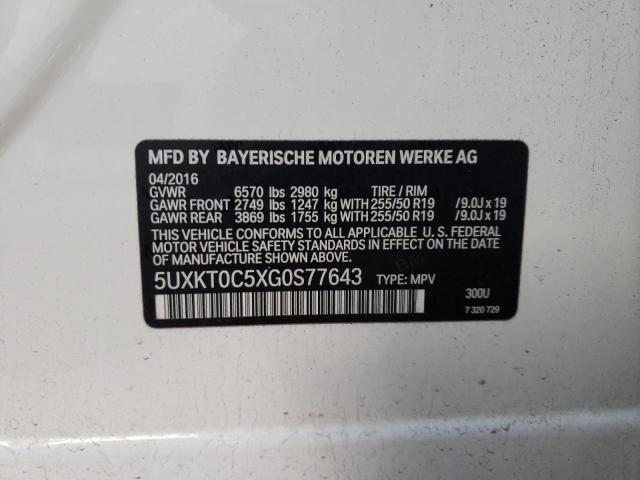 MFD BY BAYERISCHE MOTOREN WERKE AG
04/2016
GVWR 6570 lbs 2980 kg TIRE / RIM
GAWR FRONT 2749 lbs 1247 kg WITH 255/50 R19 /9.0J x 19
GAWR REAR 3869 lbs 1755 kg WITH 255/50 R19 /9.0J x 19
THIS VEHICLE CONFORMS TO ALL APPLICABLE U. S. FEDERAL
MOTOR VEHICLE SAFETY STANDARDS IN EFFECT ON THE DATE
OF MANUFACTURE SHOWN ABOVE.
5UXKT0C5XG0S77643 TYPE: MPV
300U
7 320 729